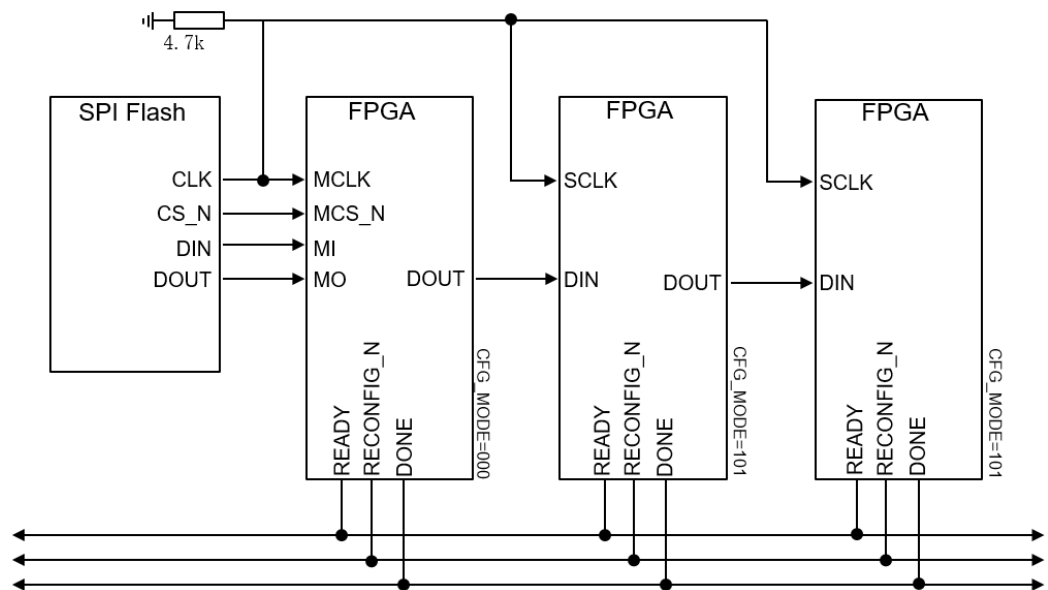 4.7k
SPI Flash
CLK
CS_N
DIN
DOUT
FPGA
MCLK
MCS_N
MI
MO
DOUT
READY
RECONFIG_N
DONE
CFG_MODE=000
FPGA
SCLK
DIN
DOUT
READY
RECONFIG_N
DONE
CFG_MODE=101
FPGA
SCLK
DIN
READY
RECONFIG_N
DONE
CFG_MODE=101